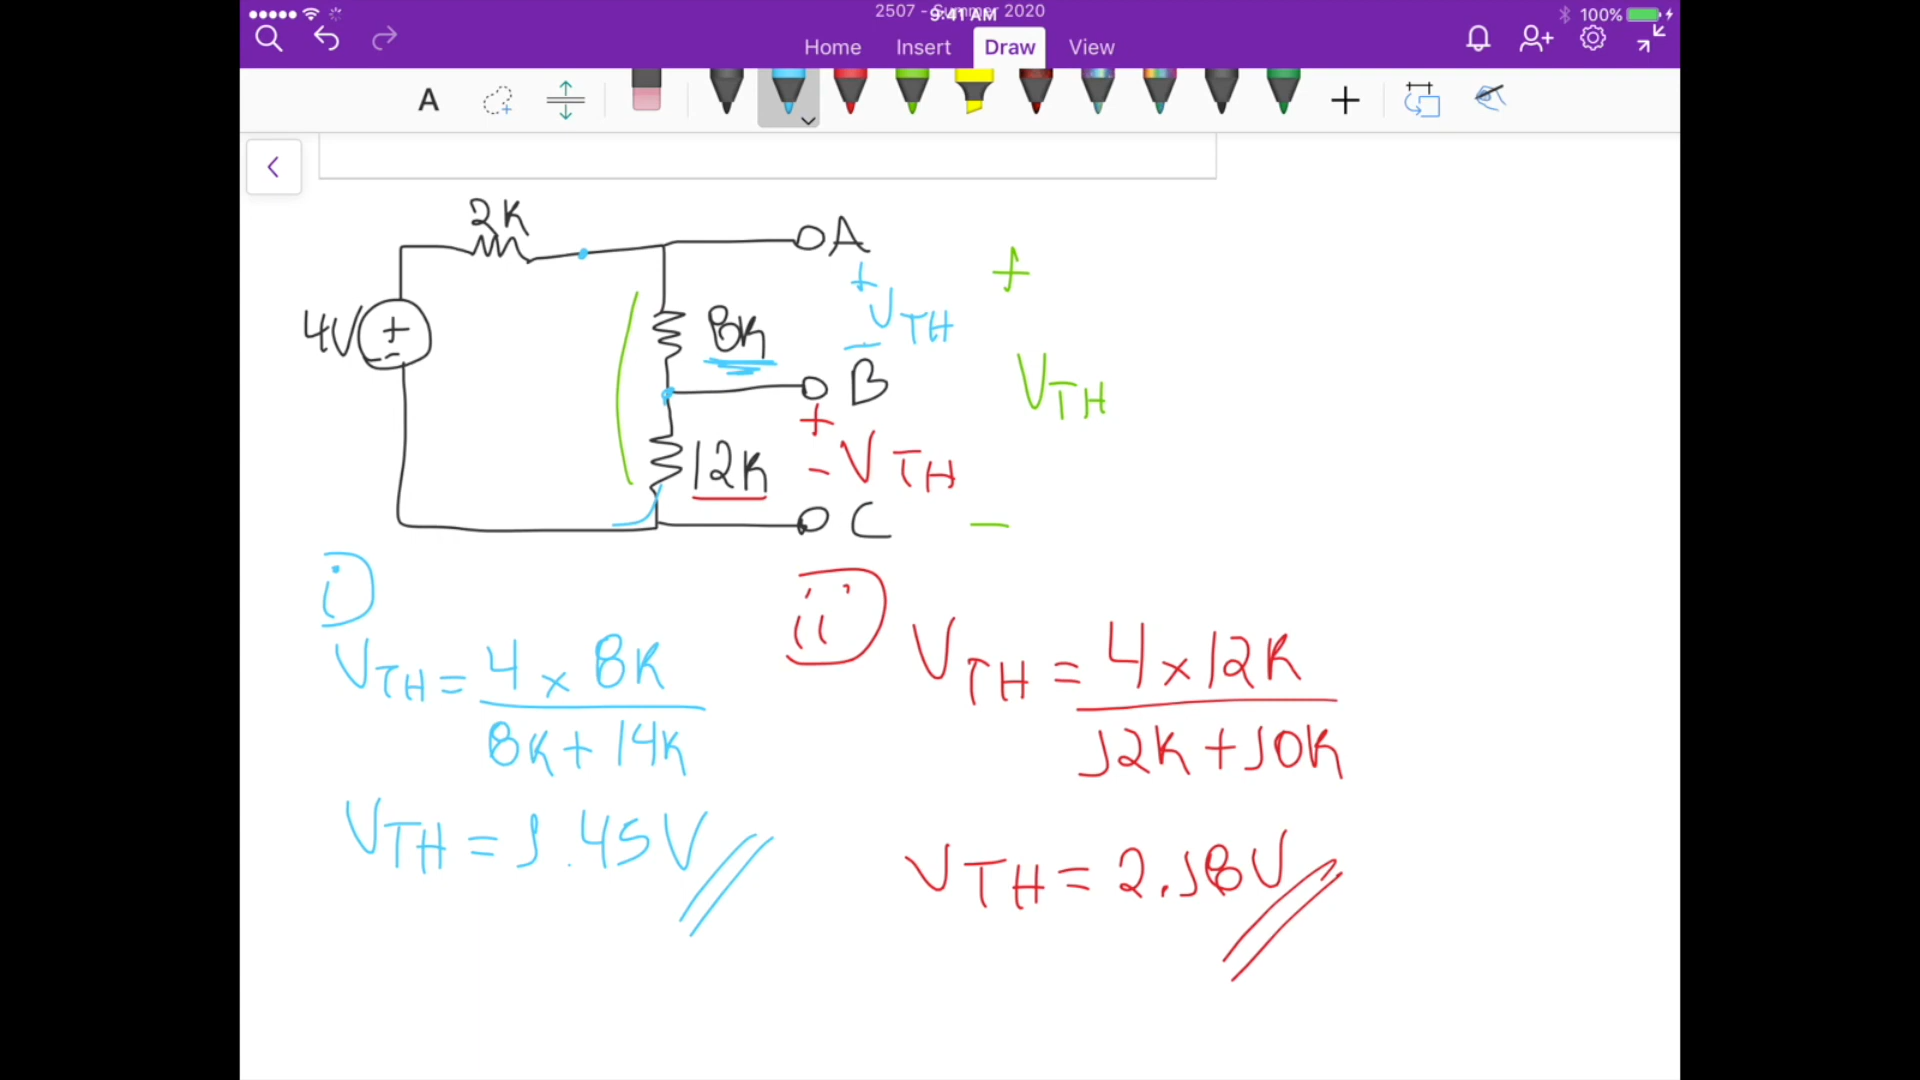 2507 - Summer 2020
9:41 AM
100%
Home Insert Draw View
A
2K
A
+
+
4V
+
-
8K
VTH
-
B
VTH
+
12K
- VTH
C
-
i)
ii)
VTH = 4 x 8K
8K + 14K
VTH = 4 x 12K
12K + 10K
VTH = 1.45V
VTH = 2.18V